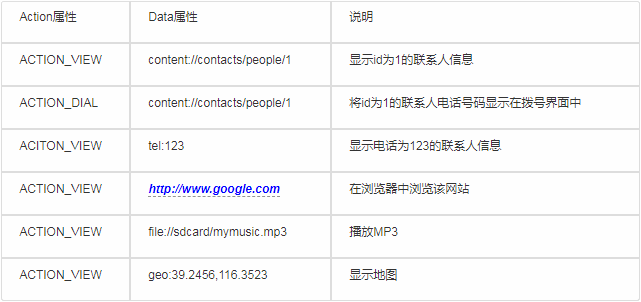 Action属性 Data属性 说明
ACTION_VIEW content://contacts/people/1 显示id为1的联系人信息
ACTION_DIAL content://contacts/people/1 将id为1的联系人电话号码显示在拨号界面中
ACITON_VIEW tel:123 显示电话为123的联系人信息
ACTION_VIEW http://www.google.com 在浏览器中浏览该网站
ACTION_VIEW file://sdcard/mymusic.mp3 播放MP3
ACTION_VIEW geo:39.2456,116.3523 显示地图